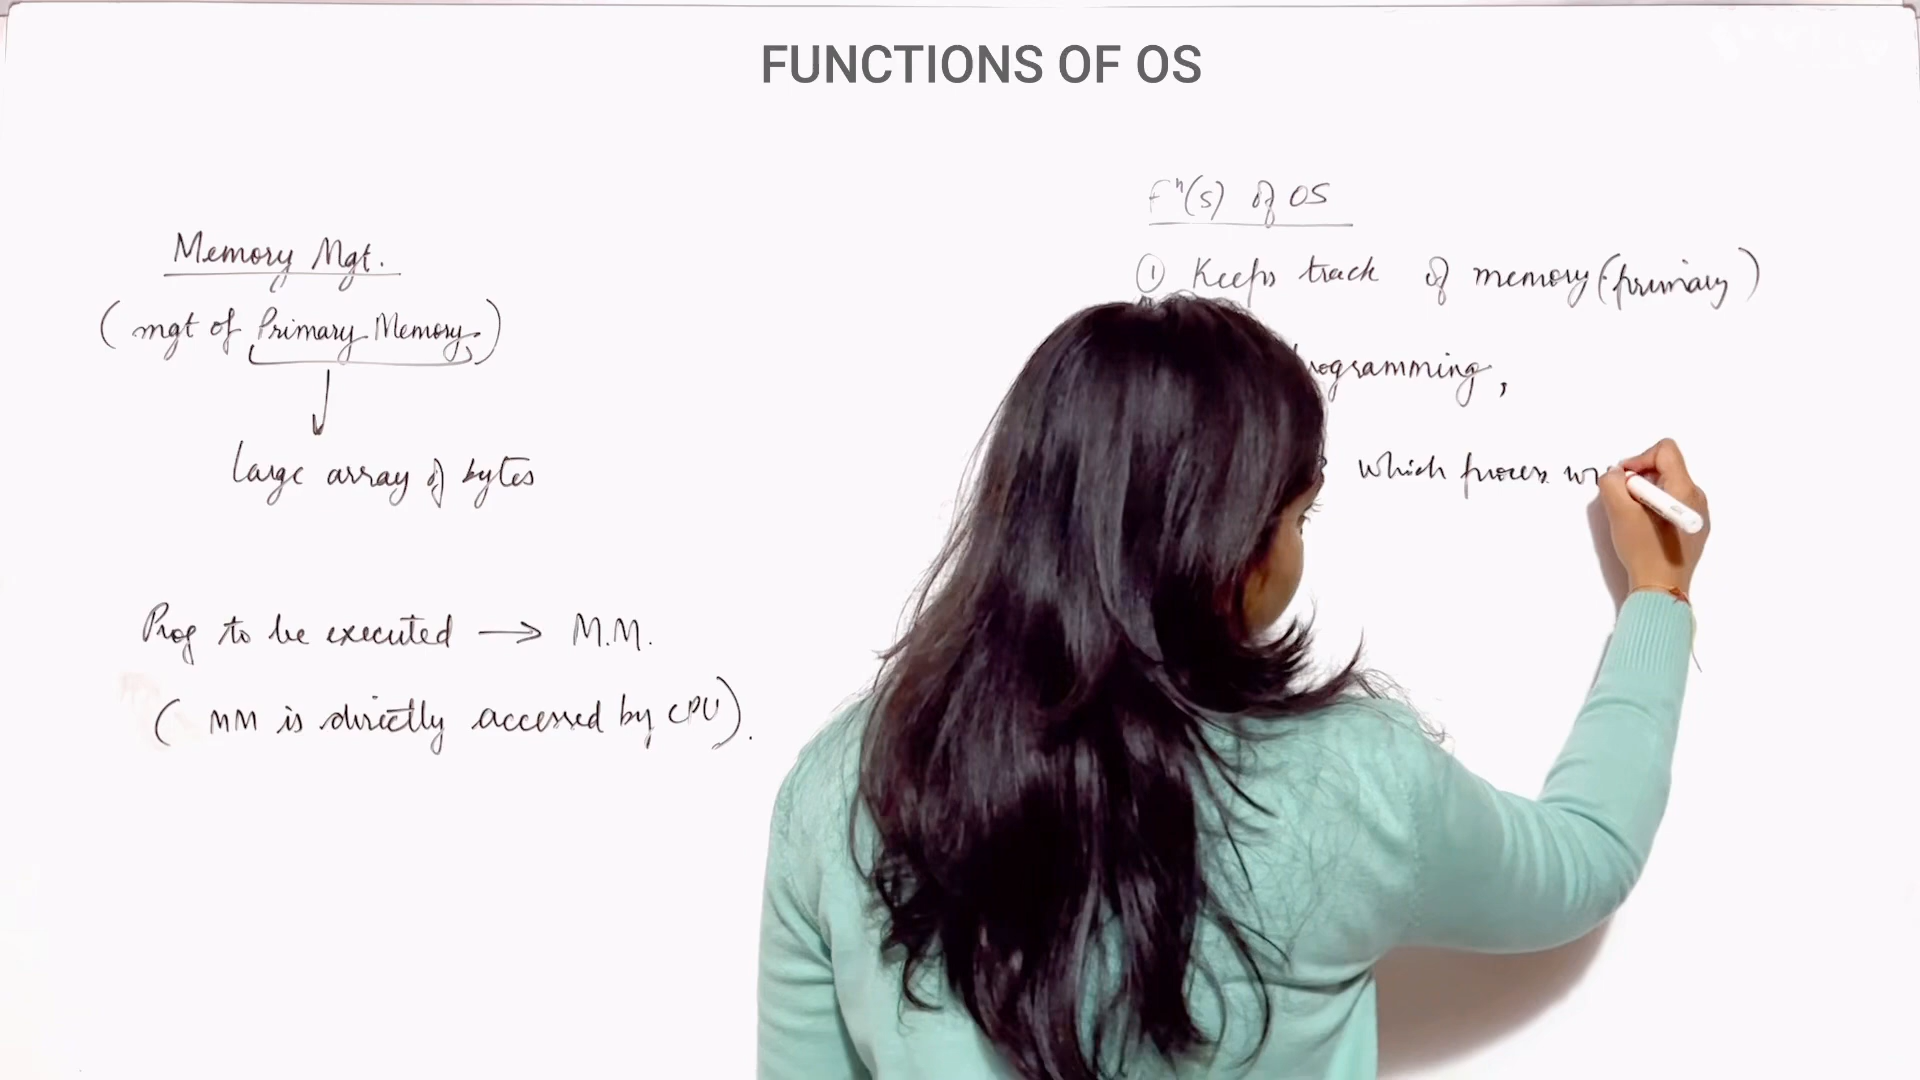 FUNCTIONS OF OS
Memory Mgt.
(mgt of Primary Memory.)
large array of bytes
Prog to be executed → M.M.
(MM is directly accessed by CPU).
Fⁿ(s) of OS
① Keeps track of memory (primary)
rogramming,
which process